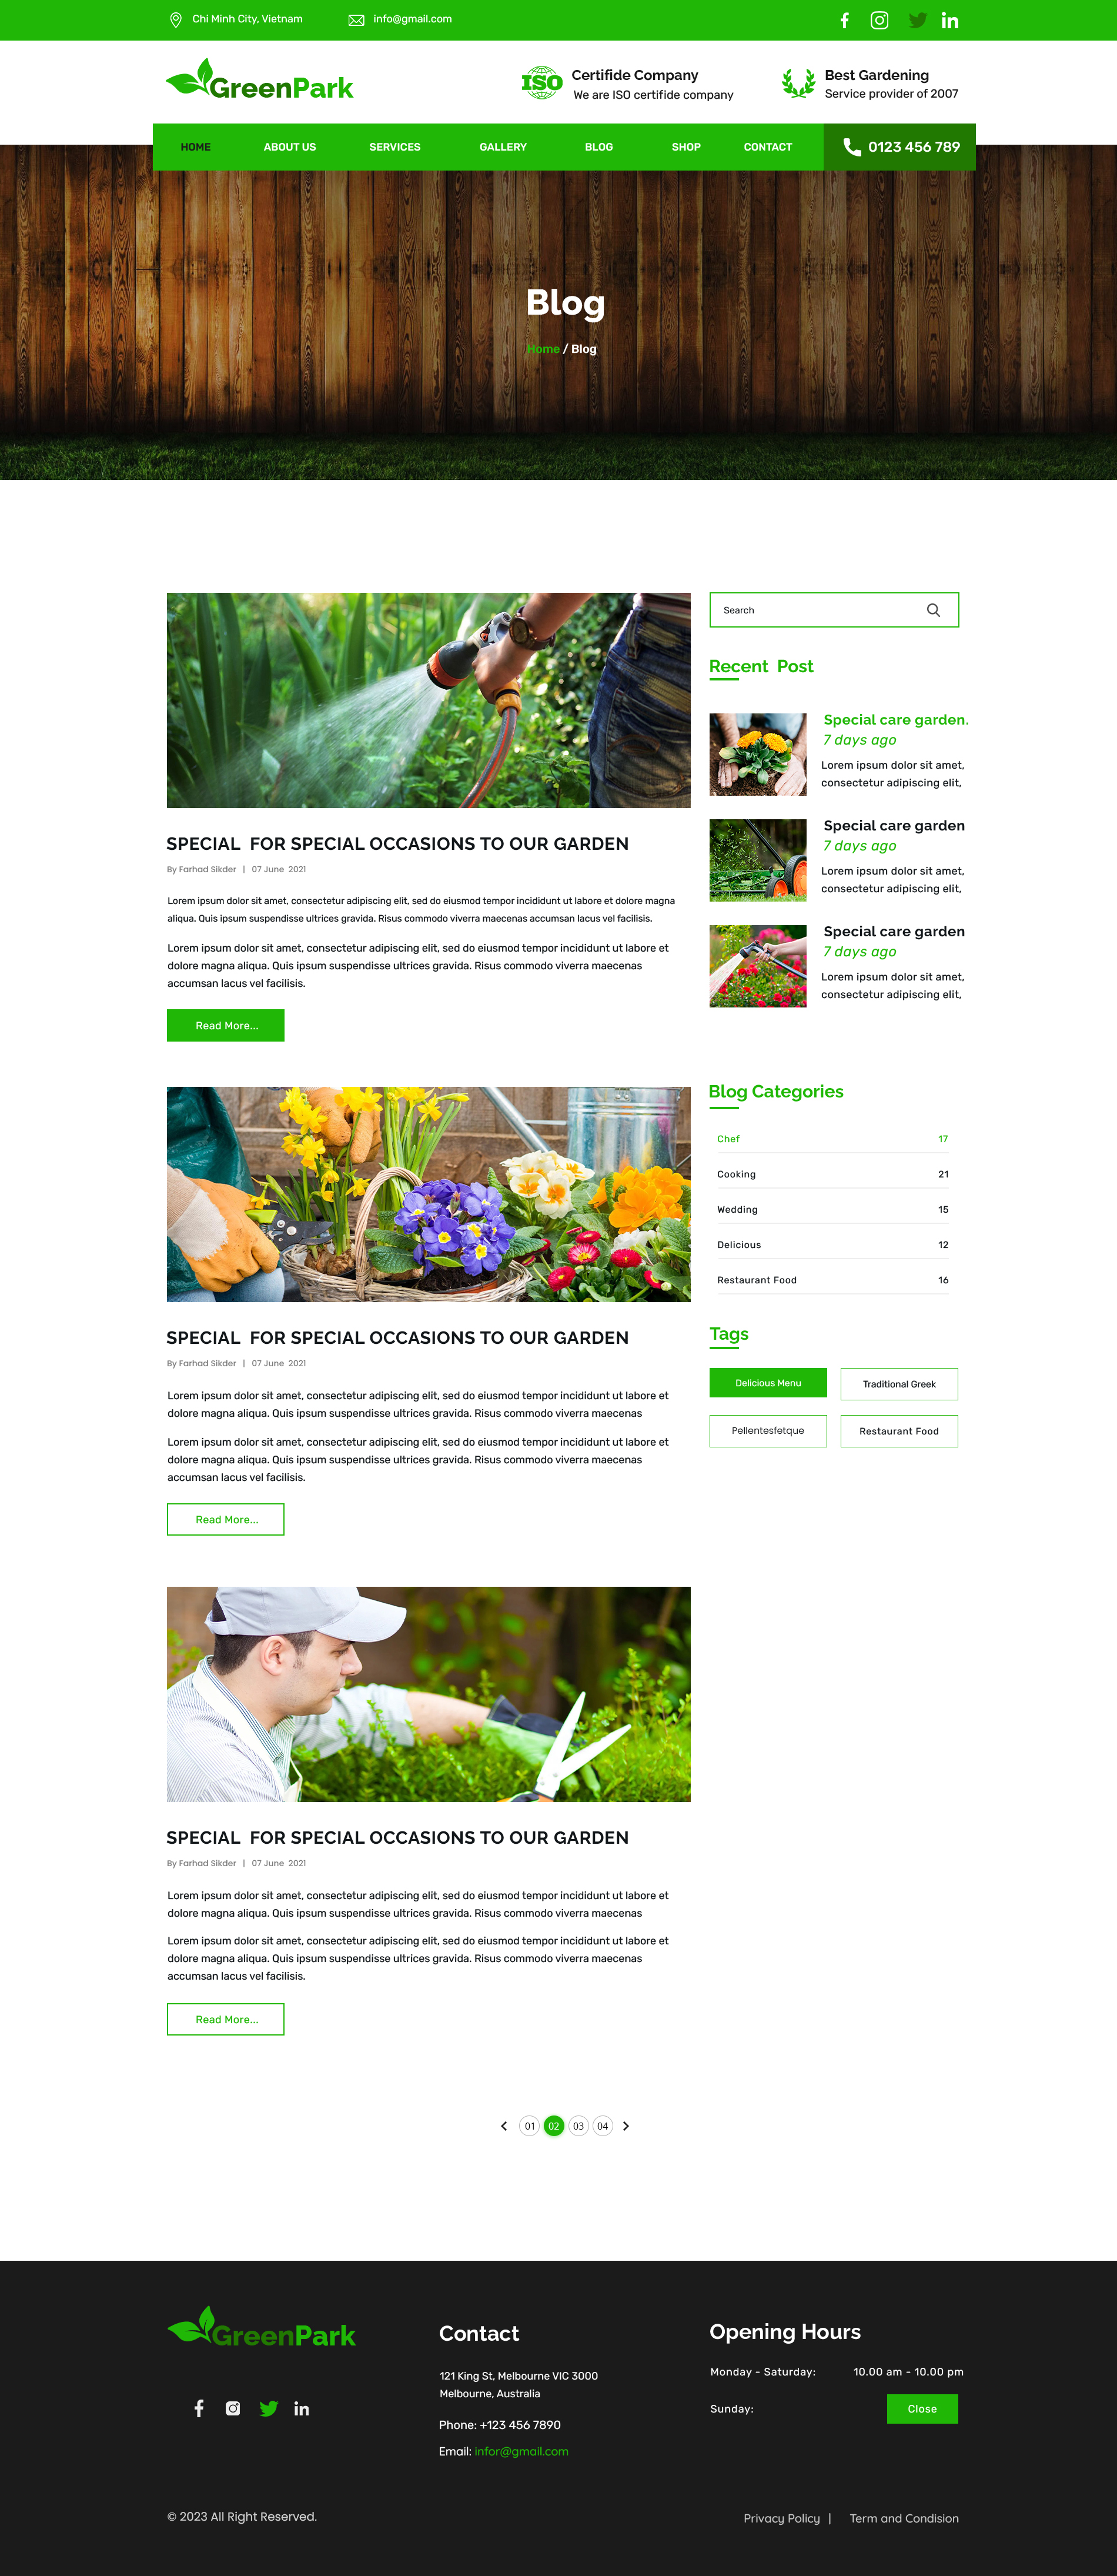 Chi Minh City, Vietnam
info@gmail.com
GreenPark
ISO
Certifide Company
We are ISO certifide company
Best Gardening
Service provider of 2007
HOME
ABOUT US
SERVICES
GALLERY
BLOG
SHOP
CONTACT
0123 456 789
Blog
Home / Blog
SPECIAL  FOR SPECIAL OCCASIONS TO OUR GARDEN
By Farhad Sikder | 07 June 2021
Lorem ipsum dolor sit amet, consectetur adipiscing elit, sed do eiusmod tempor incididunt ut labore et dolore magna
aliqua. Quis ipsum suspendisse ultrices gravida. Risus commodo viverra maecenas accumsan lacus vel facilisis.
Lorem ipsum dolor sit amet, consectetur adipiscing elit, sed do eiusmod tempor incididunt ut labore et
dolore magna aliqua. Quis ipsum suspendisse ultrices gravida. Risus commodo viverra maecenas
accumsan lacus vel facilisis.
Read More...
SPECIAL  FOR SPECIAL OCCASIONS TO OUR GARDEN
By Farhad Sikder | 07 June 2021
Lorem ipsum dolor sit amet, consectetur adipiscing elit, sed do eiusmod tempor incididunt ut labore et
dolore magna aliqua. Quis ipsum suspendisse ultrices gravida. Risus commodo viverra maecenas
Lorem ipsum dolor sit amet, consectetur adipiscing elit, sed do eiusmod tempor incididunt ut labore et
dolore magna aliqua. Quis ipsum suspendisse ultrices gravida. Risus commodo viverra maecenas
accumsan lacus vel facilisis.
Read More...
SPECIAL  FOR SPECIAL OCCASIONS TO OUR GARDEN
By Farhad Sikder | 07 June 2021
Lorem ipsum dolor sit amet, consectetur adipiscing elit, sed do eiusmod tempor incididunt ut labore et
dolore magna aliqua. Quis ipsum suspendisse ultrices gravida. Risus commodo viverra maecenas
Lorem ipsum dolor sit amet, consectetur adipiscing elit, sed do eiusmod tempor incididunt ut labore et
dolore magna aliqua. Quis ipsum suspendisse ultrices gravida. Risus commodo viverra maecenas
accumsan lacus vel facilisis.
Read More...
Search
Recent  Post
Special care garden.
7 days ago
Lorem ipsum dolor sit amet,
consectetur adipiscing elit,
Special care garden
7 days ago
Lorem ipsum dolor sit amet,
consectetur adipiscing elit,
Special care garden
7 days ago
Lorem ipsum dolor sit amet,
consectetur adipiscing elit,
Blog Categories
Chef 17
Cooking 21
Wedding 15
Delicious 12
Restaurant Food 16
Tags
Delicious Menu
Traditional Greek
Pellentesfetque
Restaurant Food
01 02 03 04
GreenPark
Contact
121 King St, Melbourne VIC 3000
Melbourne, Australia
Phone: +123 456 7890
Email: infor@gmail.com
Opening Hours
Monday - Saturday: 10.00 am - 10.00 pm
Sunday: Close
© 2023 All Right Reserved.
Privacy Policy | Term and Condision